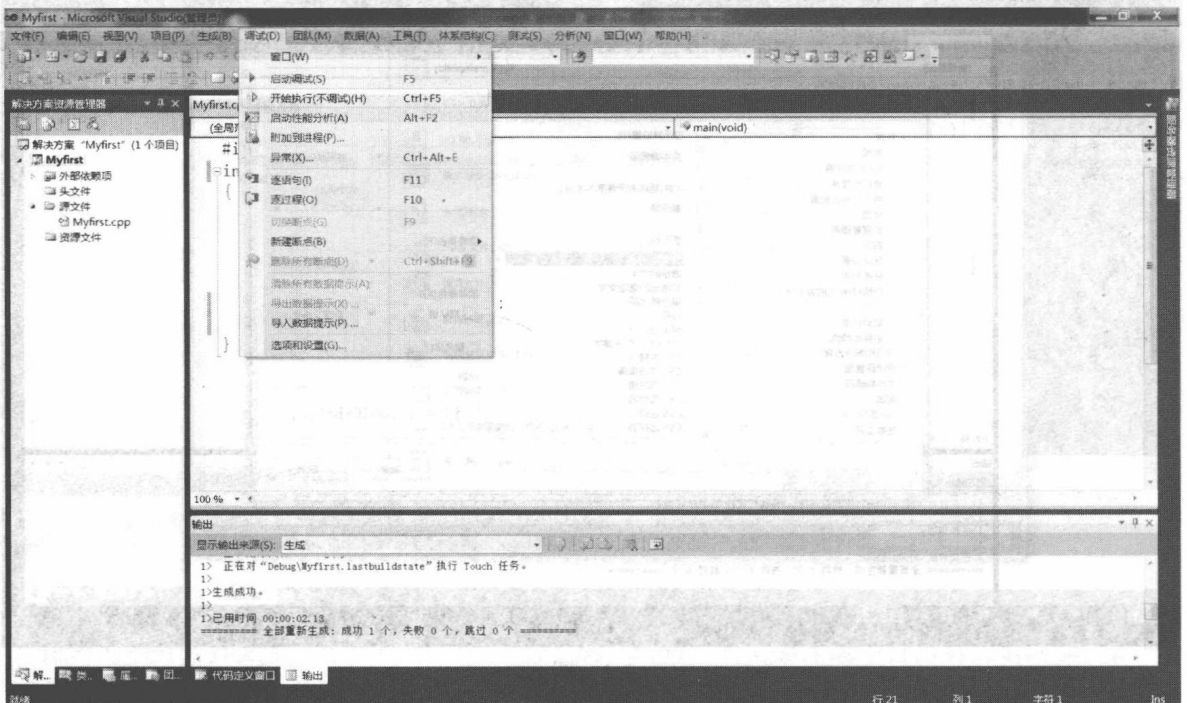 Myfirst - Microsoft Visual Studio(管理员)
文件(F) 编辑(E) 视图(V) 项目(P) 生成(B) 调试(D) 团队(M) 数据(A) 工具(T) 体系结构(C) 测试(S) 分析(N) 窗口(W) 帮助(H)
窗口(W)
启动调试(S) F5
开始执行(不调试)(H) Ctrl+F5
启动性能分析(A) Alt+F2
附加到进程(P)...
异常(X)... Ctrl+Alt+E
逐语句(I) F11
逐过程(O) F10
切换断点(G) F9
新建断点(B)
删除所有断点(D) Ctrl+Shift+F9
清除所有数据提示(A)
导出数据提示(X) ...
导入数据提示(P) ...
选项和设置(G)...
解决方案资源管理器
解决方案 "Myfirst" (1 个项目)
Myfirst
外部依赖项
头文件
源文件
Myfirst.cpp
资源文件
Myfirst.c
(全局
main(void)
#i
in
{
;
}
100 %
输出
显示输出来源(S): 生成
1> 正在对“Debug\Myfirst.lastbuildstate”执行 Touch 任务。
1>
1>生成成功。
1>
1>已用时间 00:00:02.13
========== 全部重新生成: 成功 1 个，失败 0 个，跳过 0 个 ==========
解... 类... 属... 团... 代码定义窗口 输出
就绪 行 21 列 1 字符 1 Ins